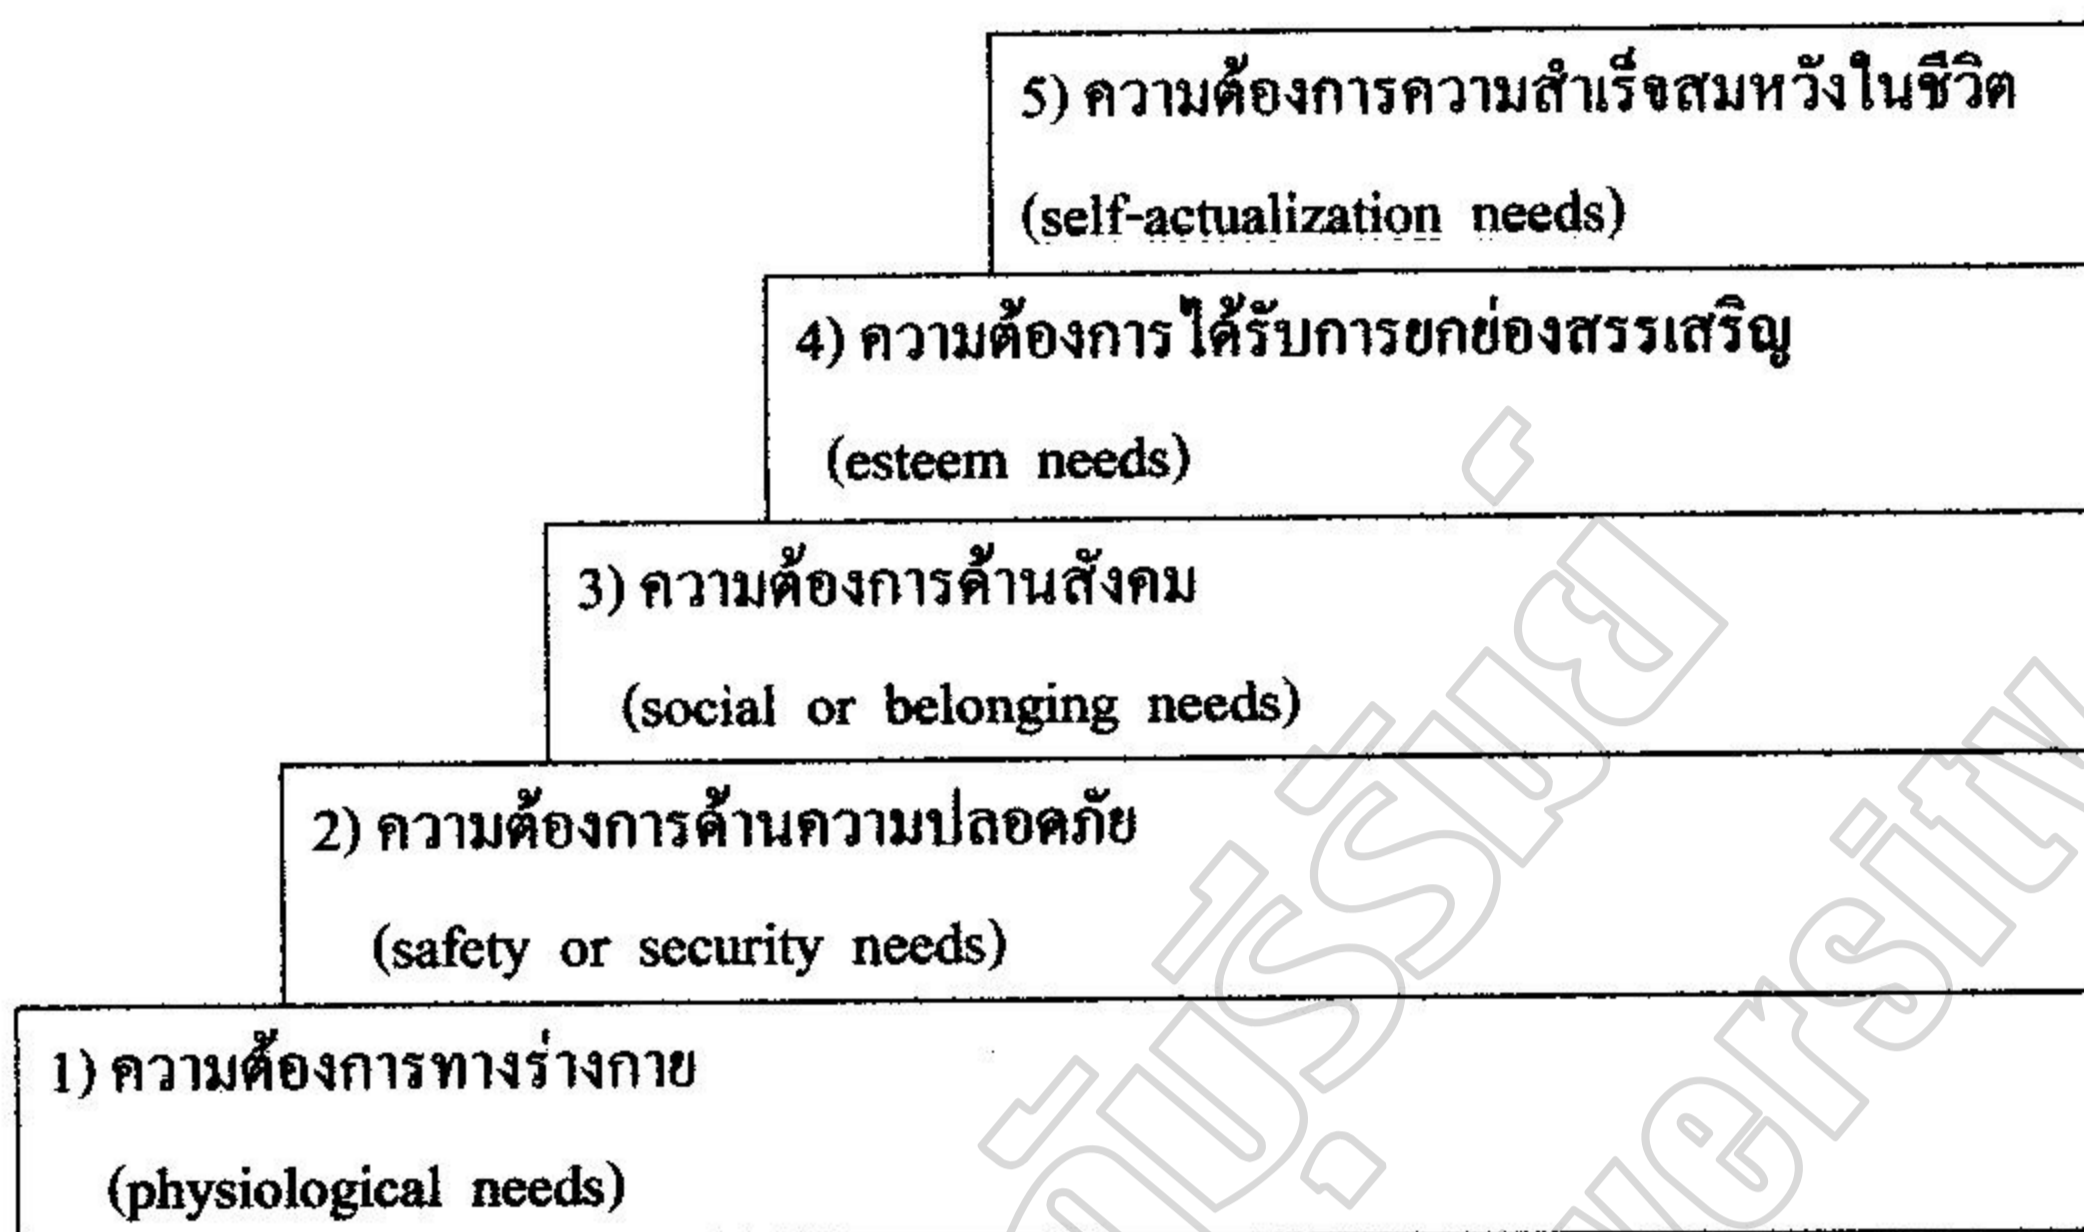 5) ความต้องการความสำเร็จสมหวังในชีวิต
(self-actualization needs)
4) ความต้องการได้รับการยกย่องสรรเสริญ
(esteem needs)
3) ความต้องการด้านสังคม
(social or belonging needs)
2) ความต้องการด้านความปลอดภัย
(safety or security needs)
1) ความต้องการทางร่างกาย
(physiological needs)